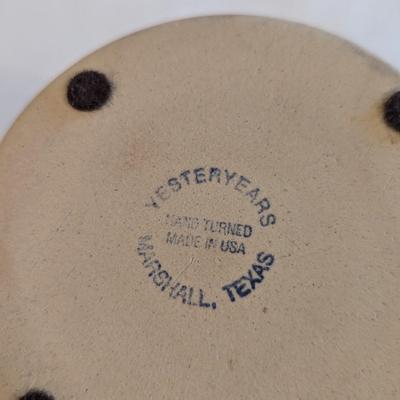 YESTERYEARS
HAND TURNED
MADE IN USA
MARSHALL, TEXAS